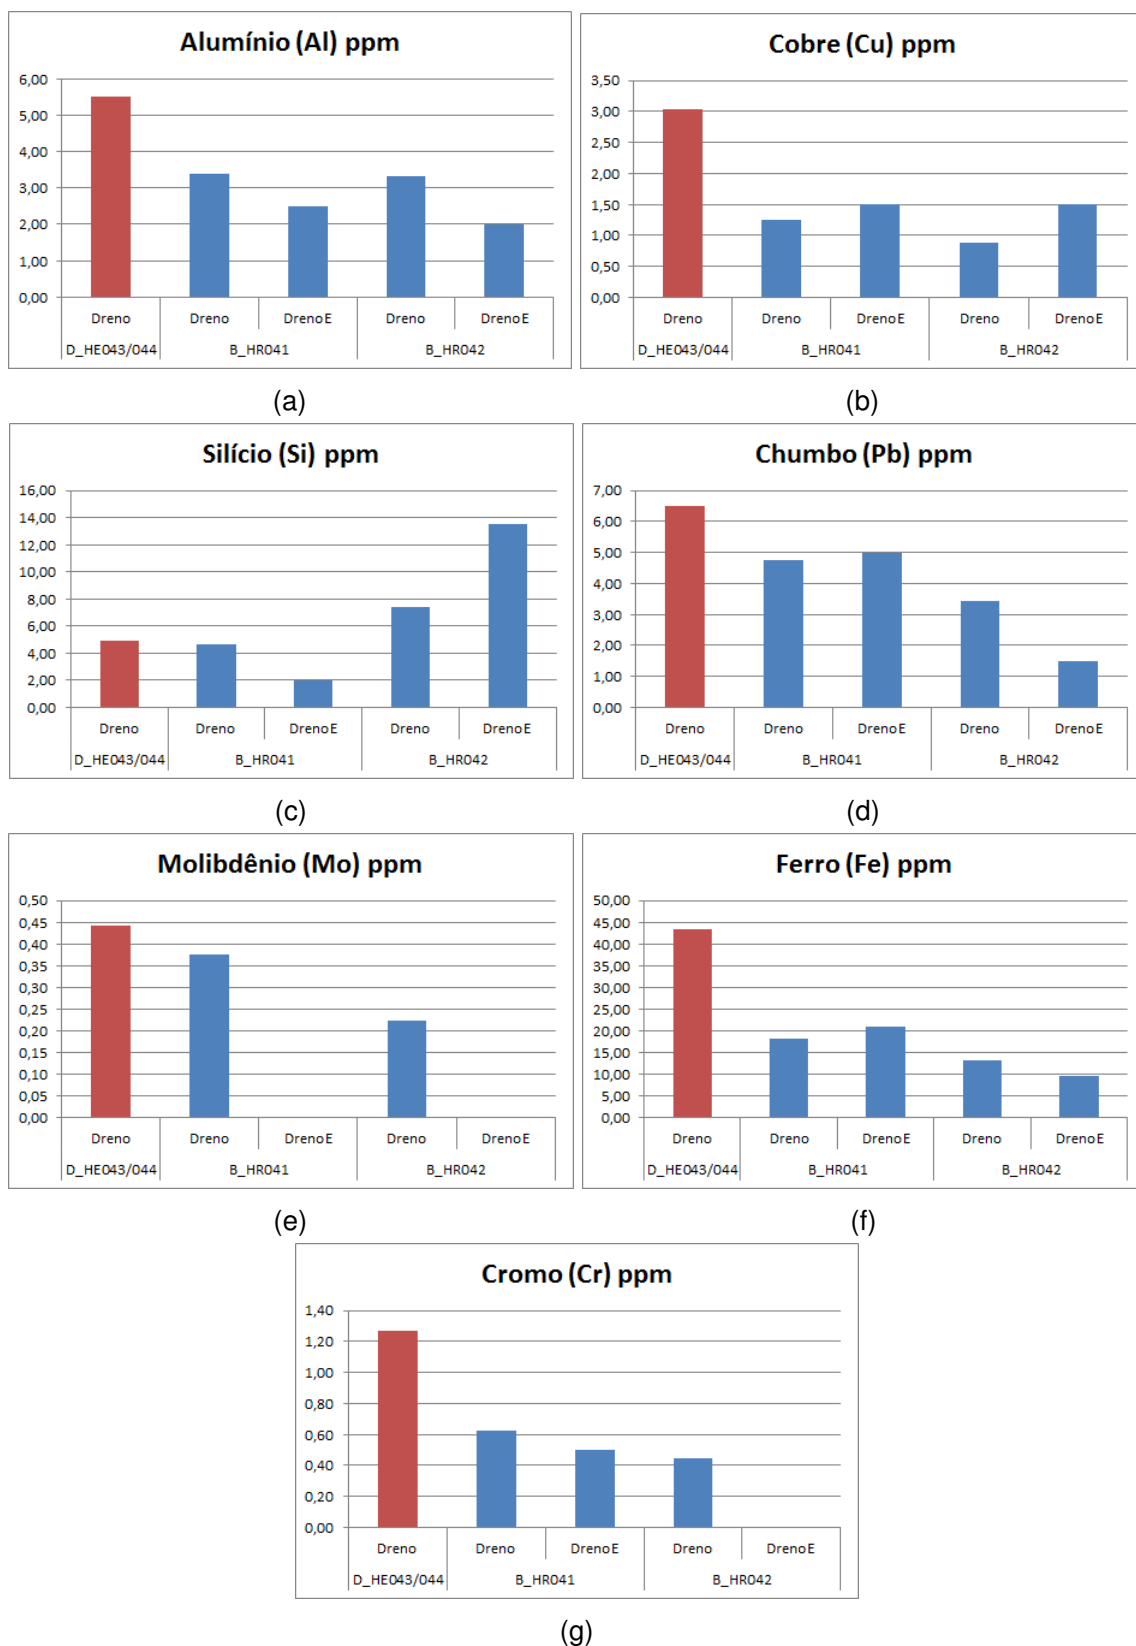 Alumínio (Al) ppm
6,00
5,00
4,00
3,00
2,00
1,00
0,00
Dreno Dreno DrenoE Dreno DrenoE
D_HE043/044 B_HR041 B_HR042
(a)
Cobre (Cu) ppm
3,50
3,00
2,50
2,00
1,50
1,00
0,50
0,00
Dreno Dreno DrenoE Dreno DrenoE
D_HE043/044 B_HR041 B_HR042
(b)
Silício (Si) ppm
16,00
14,00
12,00
10,00
8,00
6,00
4,00
2,00
0,00
Dreno Dreno DrenoE Dreno DrenoE
D_HE043/044 B_HR041 B_HR042
(c)
Chumbo (Pb) ppm
7,00
6,00
5,00
4,00
3,00
2,00
1,00
0,00
Dreno Dreno DrenoE Dreno DrenoE
D_HE043/044 B_HR041 B_HR042
(d)
Molibdênio (Mo) ppm
0,50
0,45
0,40
0,35
0,30
0,25
0,20
0,15
0,10
0,05
0,00
Dreno Dreno DrenoE Dreno DrenoE
D_HE043/044 B_HR041 B_HR042
(e)
Ferro (Fe) ppm
50,00
45,00
40,00
35,00
30,00
25,00
20,00
15,00
10,00
5,00
0,00
Dreno Dreno DrenoE Dreno DrenoE
D_HE043/044 B_HR041 B_HR042
(f)
Cromo (Cr) ppm
1,40
1,20
1,00
0,80
0,60
0,40
0,20
0,00
Dreno Dreno DrenoE Dreno DrenoE
D_HE043/044 B_HR041 B_HR042
(g)